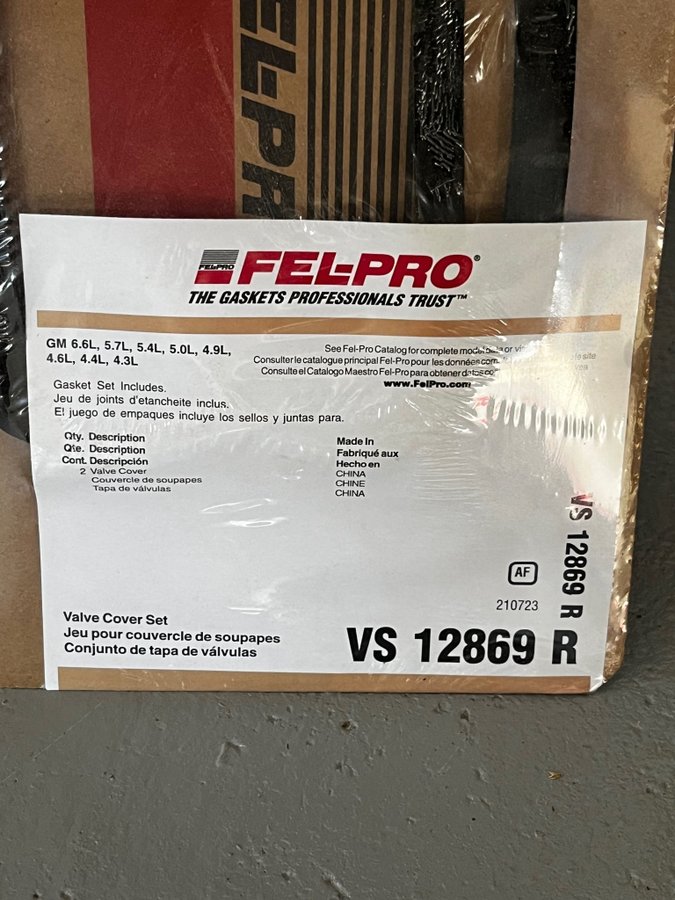 EL-PR
FEL-PRO
FEL-PRO®
THE GASKETS PROFESSIONALS TRUST™
GM 6.6L, 5.7L, 5.4L, 5.0L, 4.9L,
4.6L, 4.4L, 4.3L
See Fel-Pro Catalog for complete model data or site
Consulter le catalogue principal Fel-Pro pour les données
Consulte el Catalogo Maestro Fel-Pro para obtener
www.FelPro.com
Gasket Set Includes.
Jeu de joints d'etancheite inclus.
El juego de empaques incluye los sellos y juntas para.
Qty. Description
Qte. Description
Cont. Descripción
2 Valve Cover
Couvercle de soupapes
Tapa de válvulas
Made In
Fabriqué aux
Hecho en
CHINA
CHINE
CHINA
VS 12869 R
AF
210723
Valve Cover Set
Jeu pour couvercle de soupapes
Conjunto de tapa de válvulas
VS 12869 R